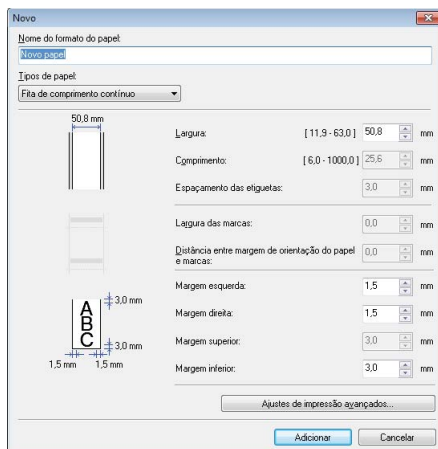 Novo
Nome do formato do papel:
Novo papel
Tipos de papel:
Fita de comprimento contínuo
50,8 mm
Largura: [ 11,9 - 63,0 ] 50,8 mm
Comprimento: [ 6,0 - 1000,0 ] 25,6 mm
Espaçamento das etiquetas: 3,0 mm
Largura das marcas: 0,0 mm
Distância entre margem de orientação do papel
e marcas: 0,0 mm
Margem esquerda: 1,5 mm
Margem direita: 1,5 mm
Margem superior: 3,0 mm
Margem inferior: 3,0 mm
A
B
C
3,0 mm
3,0 mm
1,5 mm 1,5 mm
Ajustes de impressão avançados...
Adicionar Cancelar